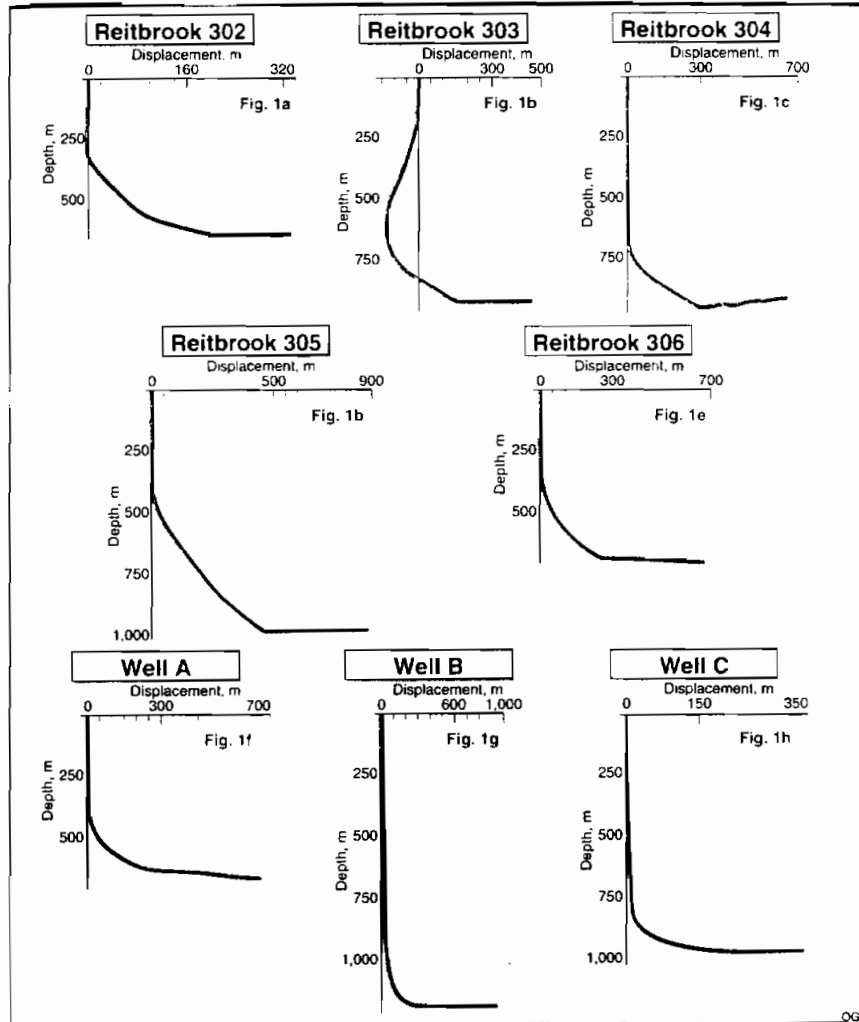 Reitbrook 302
Displacement, m
0 160 320
Fig. 1a
Depth, m
250
500
Reitbrook 303
Displacement, m
0 300 500
Fig. 1b
Depth, m
250
500
750
Reitbrook 304
Displacement, m
0 300 700
Fig. 1c
Depth, m
250
500
750
Reitbrook 305
Displacement, m
0 500 900
Fig. 1b
Depth, m
250
500
750
1,000
Reitbrook 306
Displacement, m
0 300 700
Fig. 1e
Depth, m
250
500
Well A
Displacement, m
0 300 700
Fig. 1f
Depth, m
250
500
Well B
Displacement, m
0 600 1,000
Fig. 1g
Depth, m
250
500
750
1,000
Well C
Displacement, m
0 150 350
Fig. 1h
Depth, m
250
500
750
1,000
OG